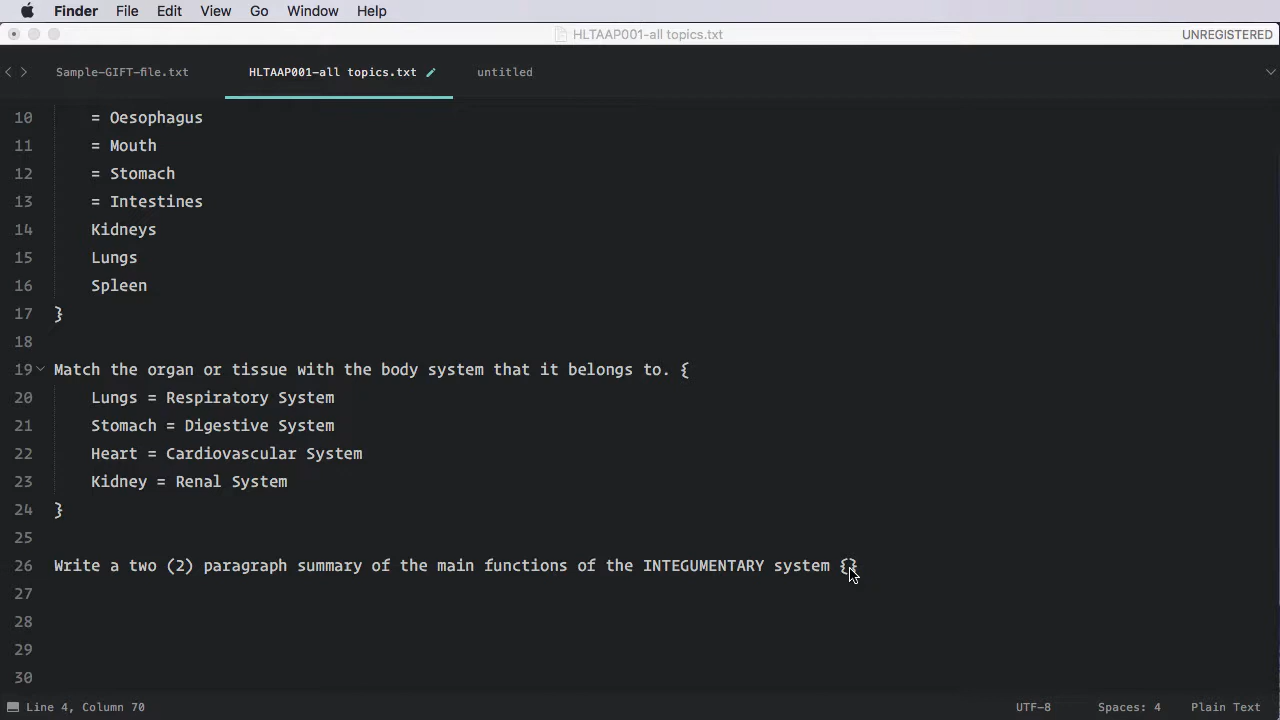 Finder File Edit View Go Window Help
HLTAAP001-all topics.txt UNREGISTERED
Sample-GIFT-file.txt HLTAAP001-all topics.txt untitled
10 = Oesophagus
11 = Mouth
12 = Stomach
13 = Intestines
14 Kidneys
15 Lungs
16 Spleen
17 }
18
19 Match the organ or tissue with the body system that it belongs to. {
20 Lungs = Respiratory System
21 Stomach = Digestive System
22 Heart = Cardiovascular System
23 Kidney = Renal System
24 }
25
26 Write a two (2) paragraph summary of the main functions of the INTEGUMENTARY system {}
27
28
29
30
Line 4, Column 70 UTF-8 Spaces: 4 Plain Text